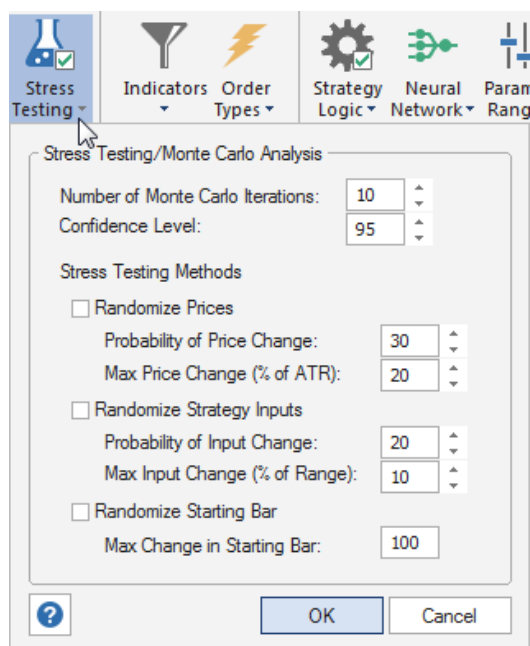 Stress Indicators Order Strategy Neural Param
Testing Types Logic Network Rang
Stress Testing/Monte Carlo Analysis
Number of Monte Carlo Iterations: 10
Confidence Level: 95
Stress Testing Methods
Randomize Prices
Probability of Price Change: 30
Max Price Change (% of ATR): 20
Randomize Strategy Inputs
Probability of Input Change: 20
Max Input Change (% of Range): 10
Randomize Starting Bar
Max Change in Starting Bar: 100
? OK Cancel